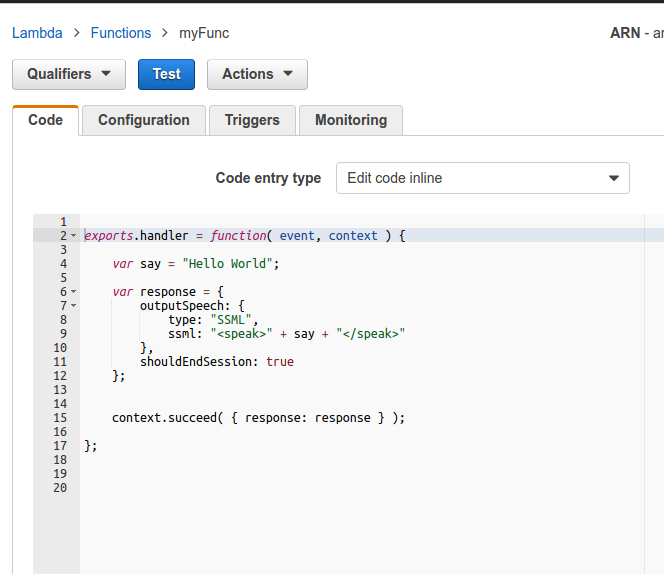 Lambda > Functions > myFunc ARN - ar
Qualifiers Test Actions
Code Configuration Triggers Monitoring
Code entry type Edit code inline
1
2 exports.handler = function( event, context ) {
3
4 var say = "Hello World";
5
6 var response = {
7 outputSpeech: {
8 type: "SSML",
9 ssml: "<speak>" + say + "</speak>"
10 },
11 shouldEndSession: true
12 };
13
14
15 context.succeed( { response: response } );
16
17 };
18
19
20